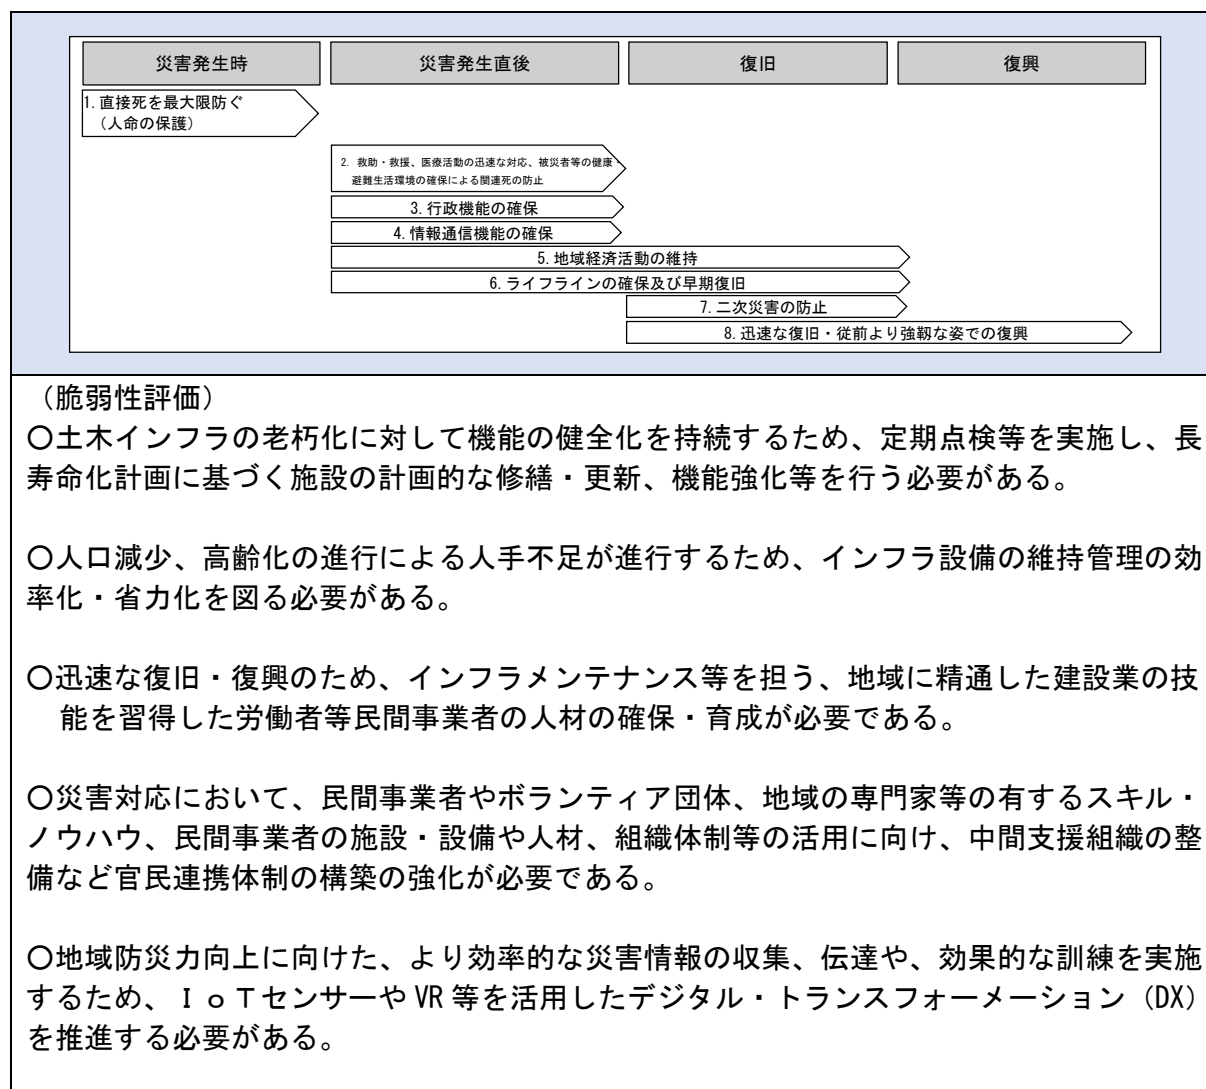 災害発生時
災害発生直後
復旧
復興
1. 直接死を最大限防ぐ
（人命の保護）
2. 救助・救援、医療活動の迅速な対応、被災者等の健康・
避難生活環境の確保による関連死の防止
3. 行政機能の確保
4. 情報通信機能の確保
5. 地域経済活動の維持
6. ライフラインの確保及び早期復旧
7. 二次災害の防止
8. 迅速な復旧・従前より強靱な姿での復興
（脆弱性評価）
〇土木インフラの老朽化に対して機能の健全化を持続するため、定期点検等を実施し、長
寿命化計画に基づく施設の計画的な修繕・更新、機能強化等を行う必要がある。
〇人口減少、高齢化の進行による人手不足が進行するため、インフラ設備の維持管理の効
率化・省力化を図る必要がある。
〇迅速な復旧・復興のため、インフラメンテナンス等を担う、地域に精通した建設業の技
能を習得した労働者等民間事業者の人材の確保・育成が必要である。
〇災害対応において、民間事業者やボランティア団体、地域の専門家等の有するスキル・
ノウハウ、民間事業者の施設・設備や人材、組織体制等の活用に向け、中間支援組織の整
備など官民連携体制の構築の強化が必要である。
〇地域防災力向上に向けた、より効率的な災害情報の収集、伝達や、効果的な訓練を実施
するため、ＩｏＴセンサーや VR 等を活用したデジタル・トランスフォーメーション（DX）
を推進する必要がある。